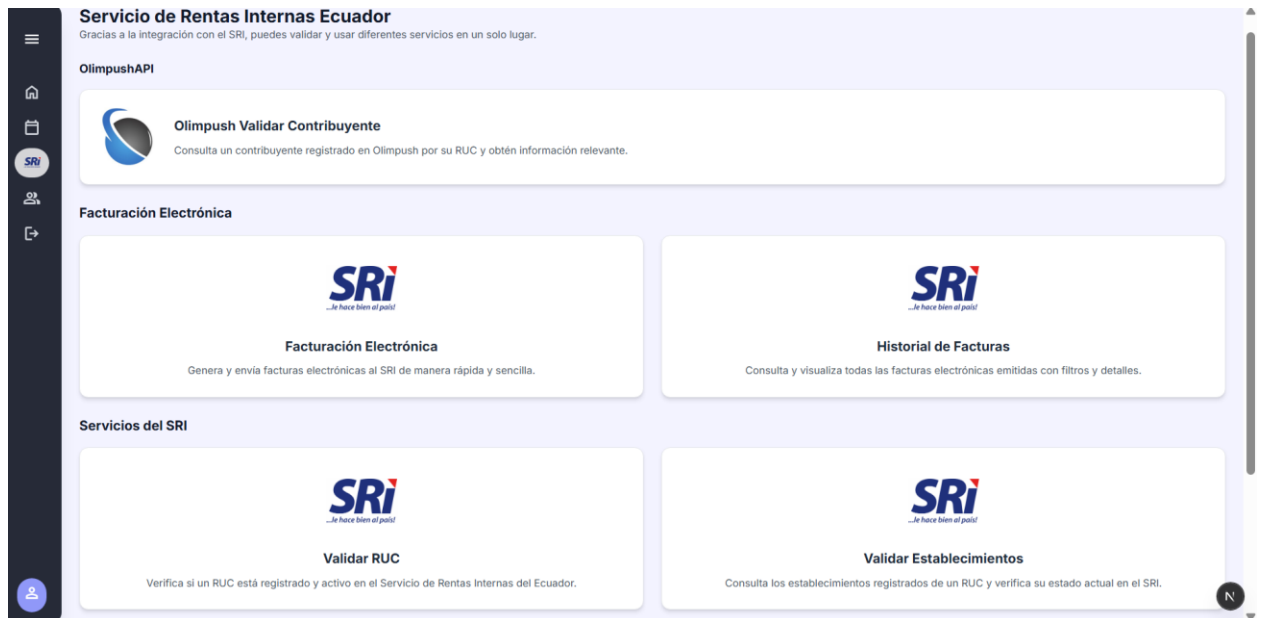 Servicio de Rentas Internas Ecuador
Gracias a la integración con el SRI, puedes validar y usar diferentes servicios en un solo lugar.
OlimpushAPI
Olimpush Validar Contribuyente
Consulta un contribuyente registrado en Olimpush por su RUC y obtén información relevante.
SRi
Facturación Electrónica
SRi
...le hace bien al país!
Facturación Electrónica
Genera y envía facturas electrónicas al SRI de manera rápida y sencilla.
SRi
...le hace bien al país!
Historial de Facturas
Consulta y visualiza todas las facturas electrónicas emitidas con filtros y detalles.
Servicios del SRI
SRi
...le hace bien al país!
Validar RUC
Verifica si un RUC está registrado y activo en el Servicio de Rentas Internas del Ecuador.
SRi
...le hace bien al país!
Validar Establecimientos
Consulta los establecimientos registrados de un RUC y verifica su estado actual en el SRI.
N